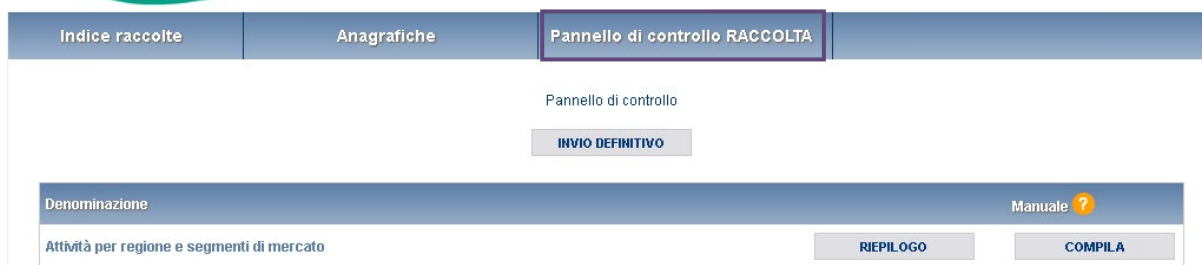 Indice raccolte Anagrafiche Pannello di controllo RACCOLTA
Pannello di controllo
INVIO DEFINITIVO
Denominazione Manuale ?
Attività per regione e segmenti di mercato RIEPILOGO COMPILA